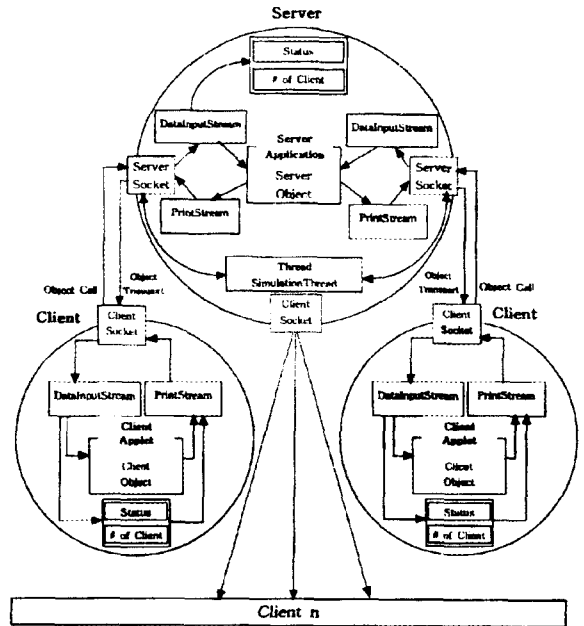 Server
Status
# of Client
DataInputStream
DataInputStream
Server
Application
Server
Object
Server
Socket
Server
Socket
PrintStream
PrintStream
Thread
SimulationThread
Object Call
Object
Transart
Object
Transart
Object Call
Client
Client
Socket
Client
Socket
Client
Socket
Client
DataInputStream
PrintStream
Client
Applet
Client
Object
Status
# of Client
DataInputStream
PrintStream
Client
Applet
Client
Object
Status
# of Client
Client n